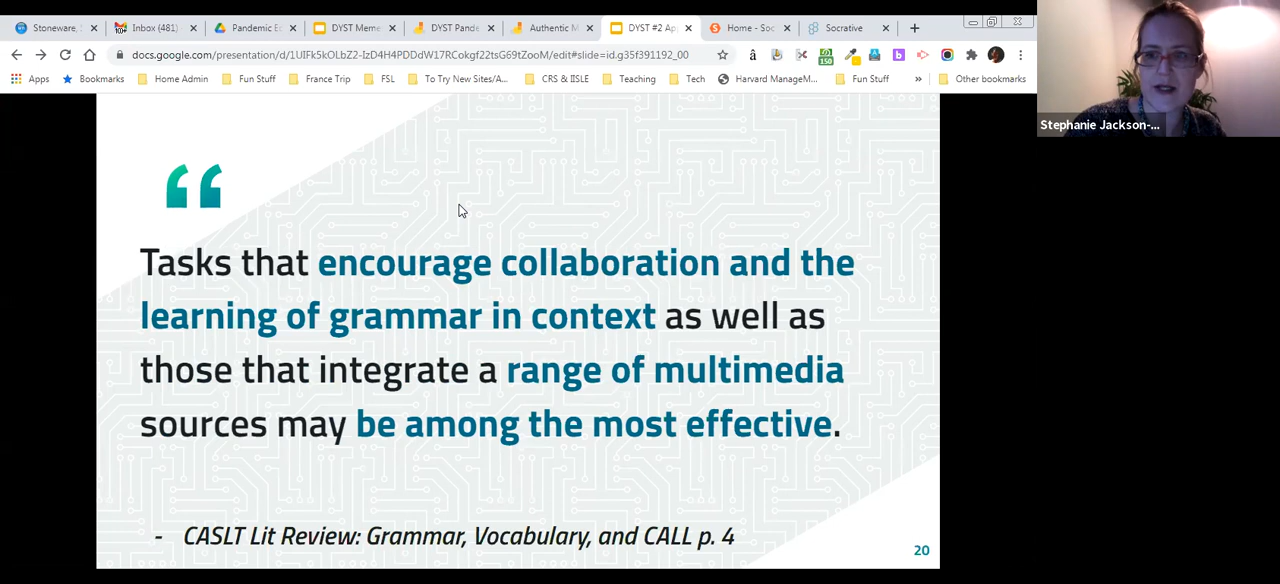 Stoneware,
Inbox (481)
Pandemic E
DYST Meme
DYST Pand
Authentic M
DYST #2 Ap
Home - Soc
Socrative
docs.google.com/presentation/d/1UIFk5kOLbZ2-IzD4H4PDDdW17RCokgf22tsG69tZooM/edit#slide=id.g35f391192_00
150
Apps
Bookmarks
Home Admin
Fun Stuff
France Trip
FSL
To Try New Sites/A...
CRS & IISLE
Teaching
Tech
Harvard ManageM...
Fun Stuff
»
Other bookmarks
Stephanie Jackson-...
“
Tasks that encourage collaboration and the
learning of grammar in context as well as
those that integrate a range of multimedia
sources may be among the most effective.
- CASLT Lit Review: Grammar, Vocabulary, and CALL p. 4
20